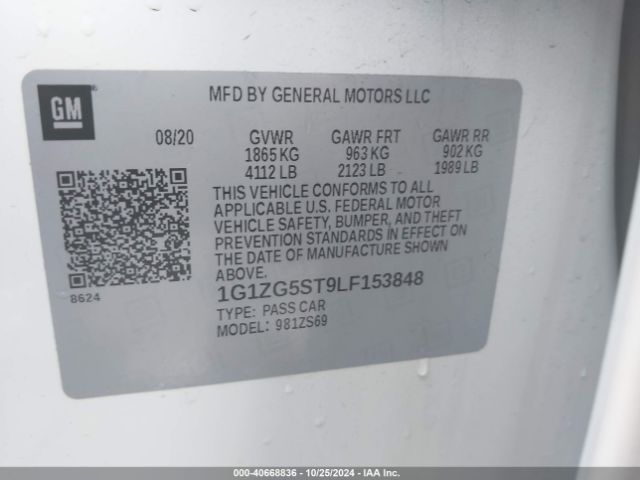 GM
MFD BY GENERAL MOTORS LLC
08/20 GVWR GAWR FRT GAWR RR
1865 KG 963 KG 902 KG
4112 LB 2123 LB 1989 LB
THIS VEHICLE CONFORMS TO ALL
APPLICABLE U.S. FEDERAL MOTOR
VEHICLE SAFETY, BUMPER, AND THEFT
PREVENTION STANDARDS IN EFFECT ON
THE DATE OF MANUFACTURE SHOWN
ABOVE.
8624
1G1ZG5ST9LF153848
TYPE: PASS CAR
MODEL: 981ZS69
000-40668836 - 10/25/2024 - IAA Inc.